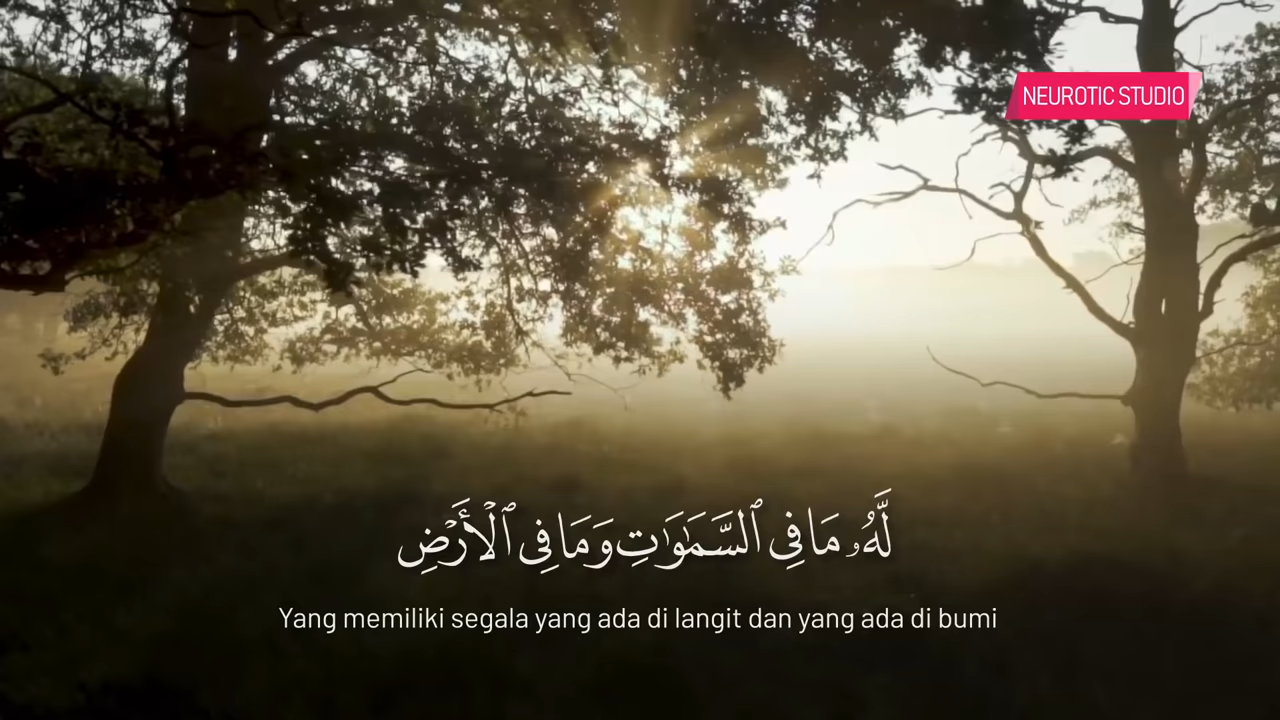 NEUROTIC STUDIO
لَّهُۥ مَا فِى ٱلسَّمَـٰوَٰتِ وَمَا فِى ٱلْأَرْضِ
Yang memiliki segala yang ada di langit dan yang ada di bumi